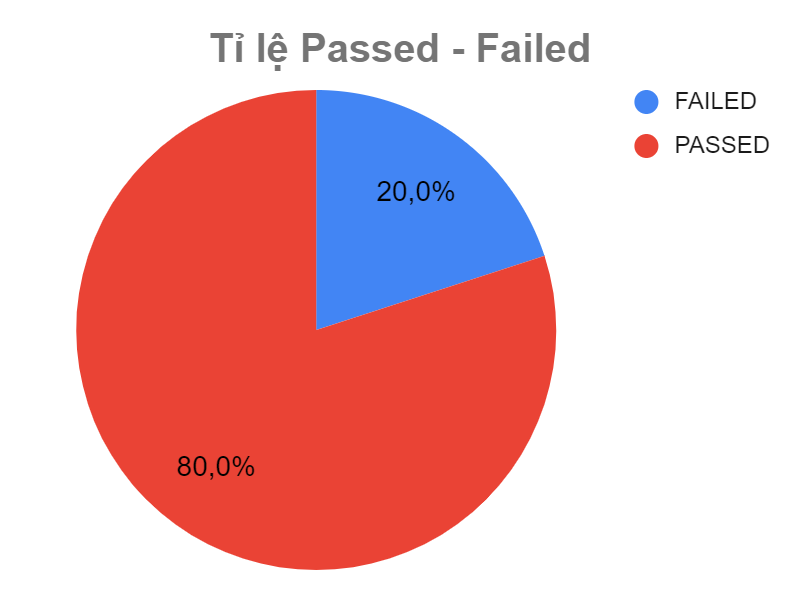 Tỉ lệ Passed - Failed
FAILED
PASSED
20,0%
80,0%